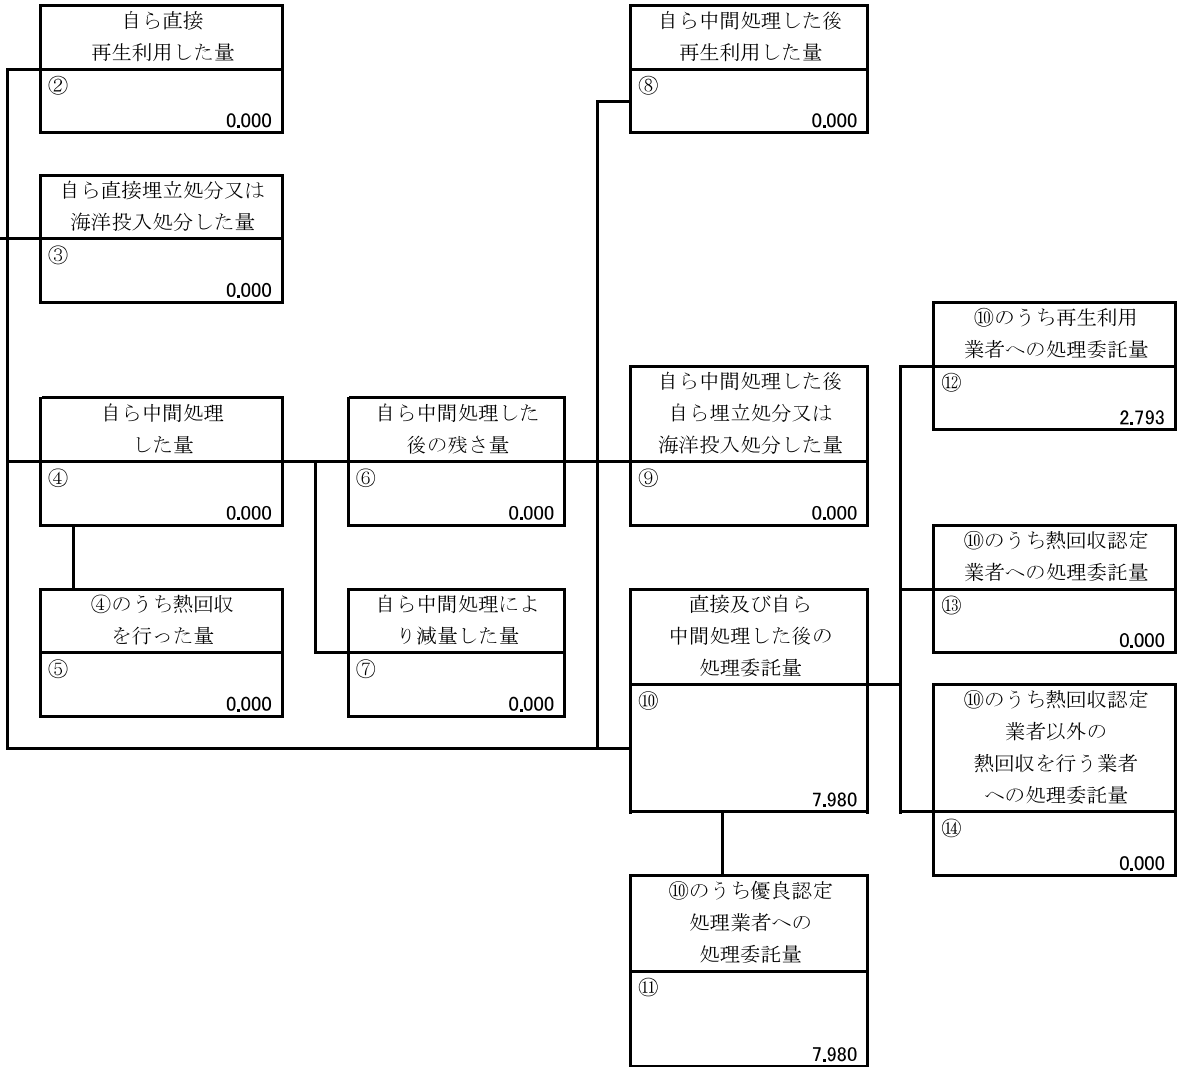 自ら直接
再生利用した量
②
0.000
自ら中間処理した後
再生利用した量
⑧
0.000
自ら直接埋立処分又は
海洋投入処分した量
③
0.000
⑩のうち再生利用
業者への処理委託量
⑫
2.793
自ら中間処理
した量
④
0.000
自ら中間処理した
後の残さ量
⑥
0.000
自ら中間処理した後
自ら埋立処分又は
海洋投入処分した量
⑨
0.000
⑩のうち熱回収認定
業者への処理委託量
⑬
0.000
④のうち熱回収
を行った量
⑤
0.000
自ら中間処理によ
り減量した量
⑦
0.000
直接及び自ら
中間処理した後の
処理委託量
⑩
7.980
⑩のうち熱回収認定
業者以外の
熱回収を行う業者
への処理委託量
⑭
0.000
⑩のうち優良認定
処理業者への
処理委託量
⑪
7.980